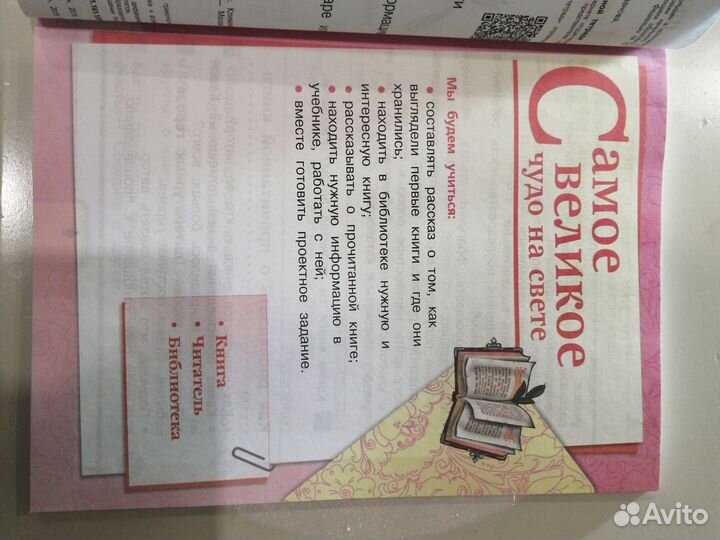 Самое
великое
чудо на свете
Мы будем учиться:
• составлять рассказ о том, как
выглядели первые книги и где они
хранились;
• находить в библиотеке нужную и
интересную книгу;
• рассказывать о прочитанной книге;
• находить нужную информацию в
учебнике, работать с ней;
• вместе готовить проектное задание.
• Книга
• Читатель
• Библиотека
Avito